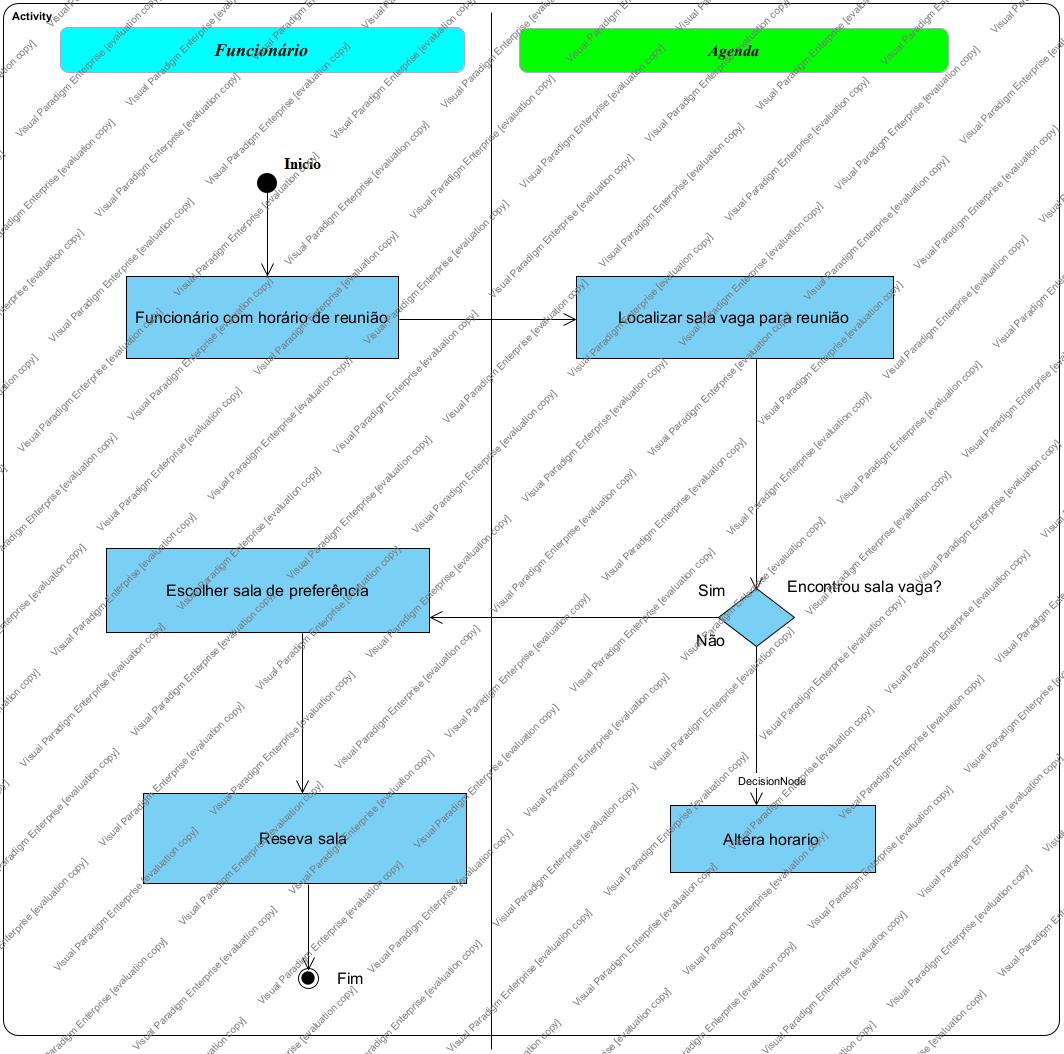 Activity
Funcionário
Agenda
Inicio
Funcionário com horário de reunião
Localizar sala vaga para reunião
Escolher sala de preferência
Sim
Encontrou sala vaga?
Não
DecisionNode
Reseva sala
Altera horario
Fim
Visual Paradigm Enterprise [evaluation copy]